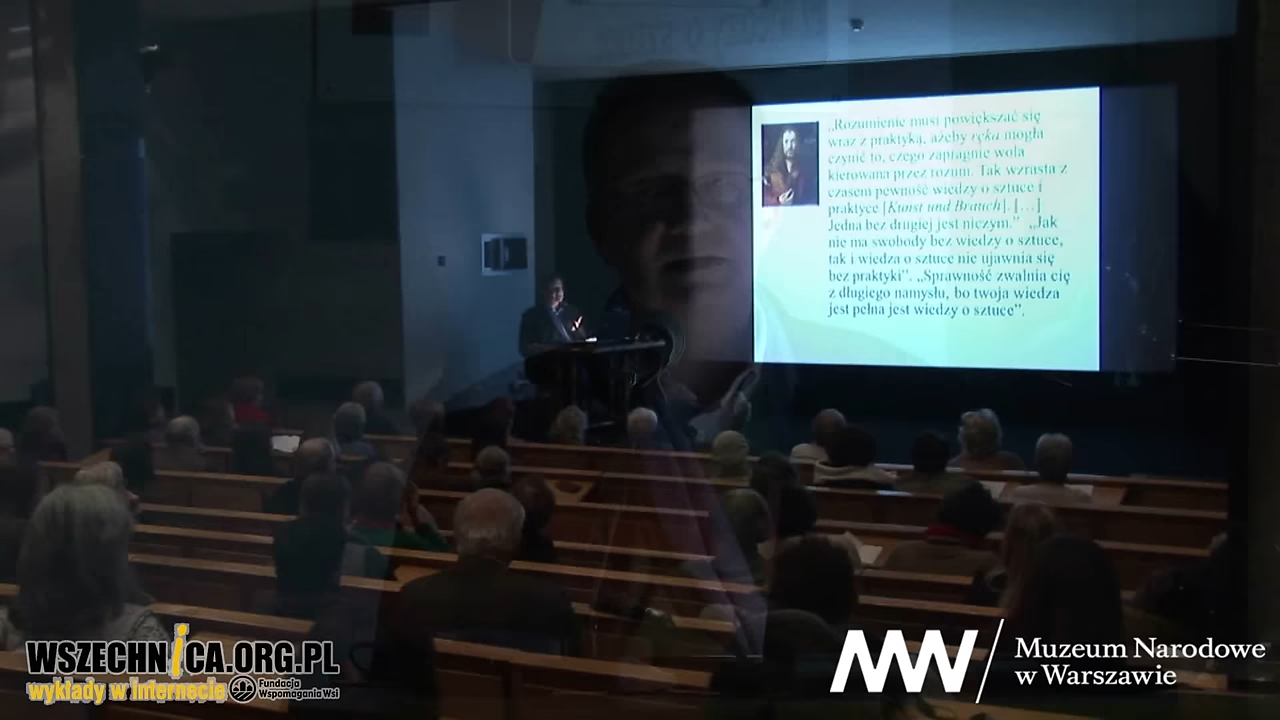 „Rozumienie musi powiększać się
wraz z praktyką, ażeby ręka mogła
czynić to, czego zapragnie wola
kierowana przez rozum. Tak wzrasta z
czasem pewność wiedzy o sztuce i
praktyce [Kunst und Brauch]. […]
Jedna bez drugiej jest niczym.” „Jak
nie ma swobody bez wiedzy o sztuce,
tak i wiedza o sztuce nie ujawnia się
bez praktyki”. „Sprawność zwalnia cię
z długiego namysłu, bo twoja wiedza
jest pełna jest wiedzy o sztuce”.
WSZECHNICA.ORG.PL
wykłady w internecie
Fundacja
Wspomagania Wsi
MNW
Muzeum Narodowe
w Warszawie